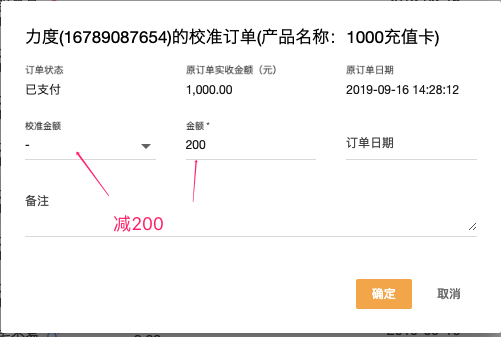 力度(16789087654)的校准订单(产品名称：1000充值卡)
订单状态 原订单实收金额（元） 原订单日期
已支付 1,000.00 2019-09-16 14:28:12
校准金额 金额 *
- 200 订单日期
备注
减200
确定 取消